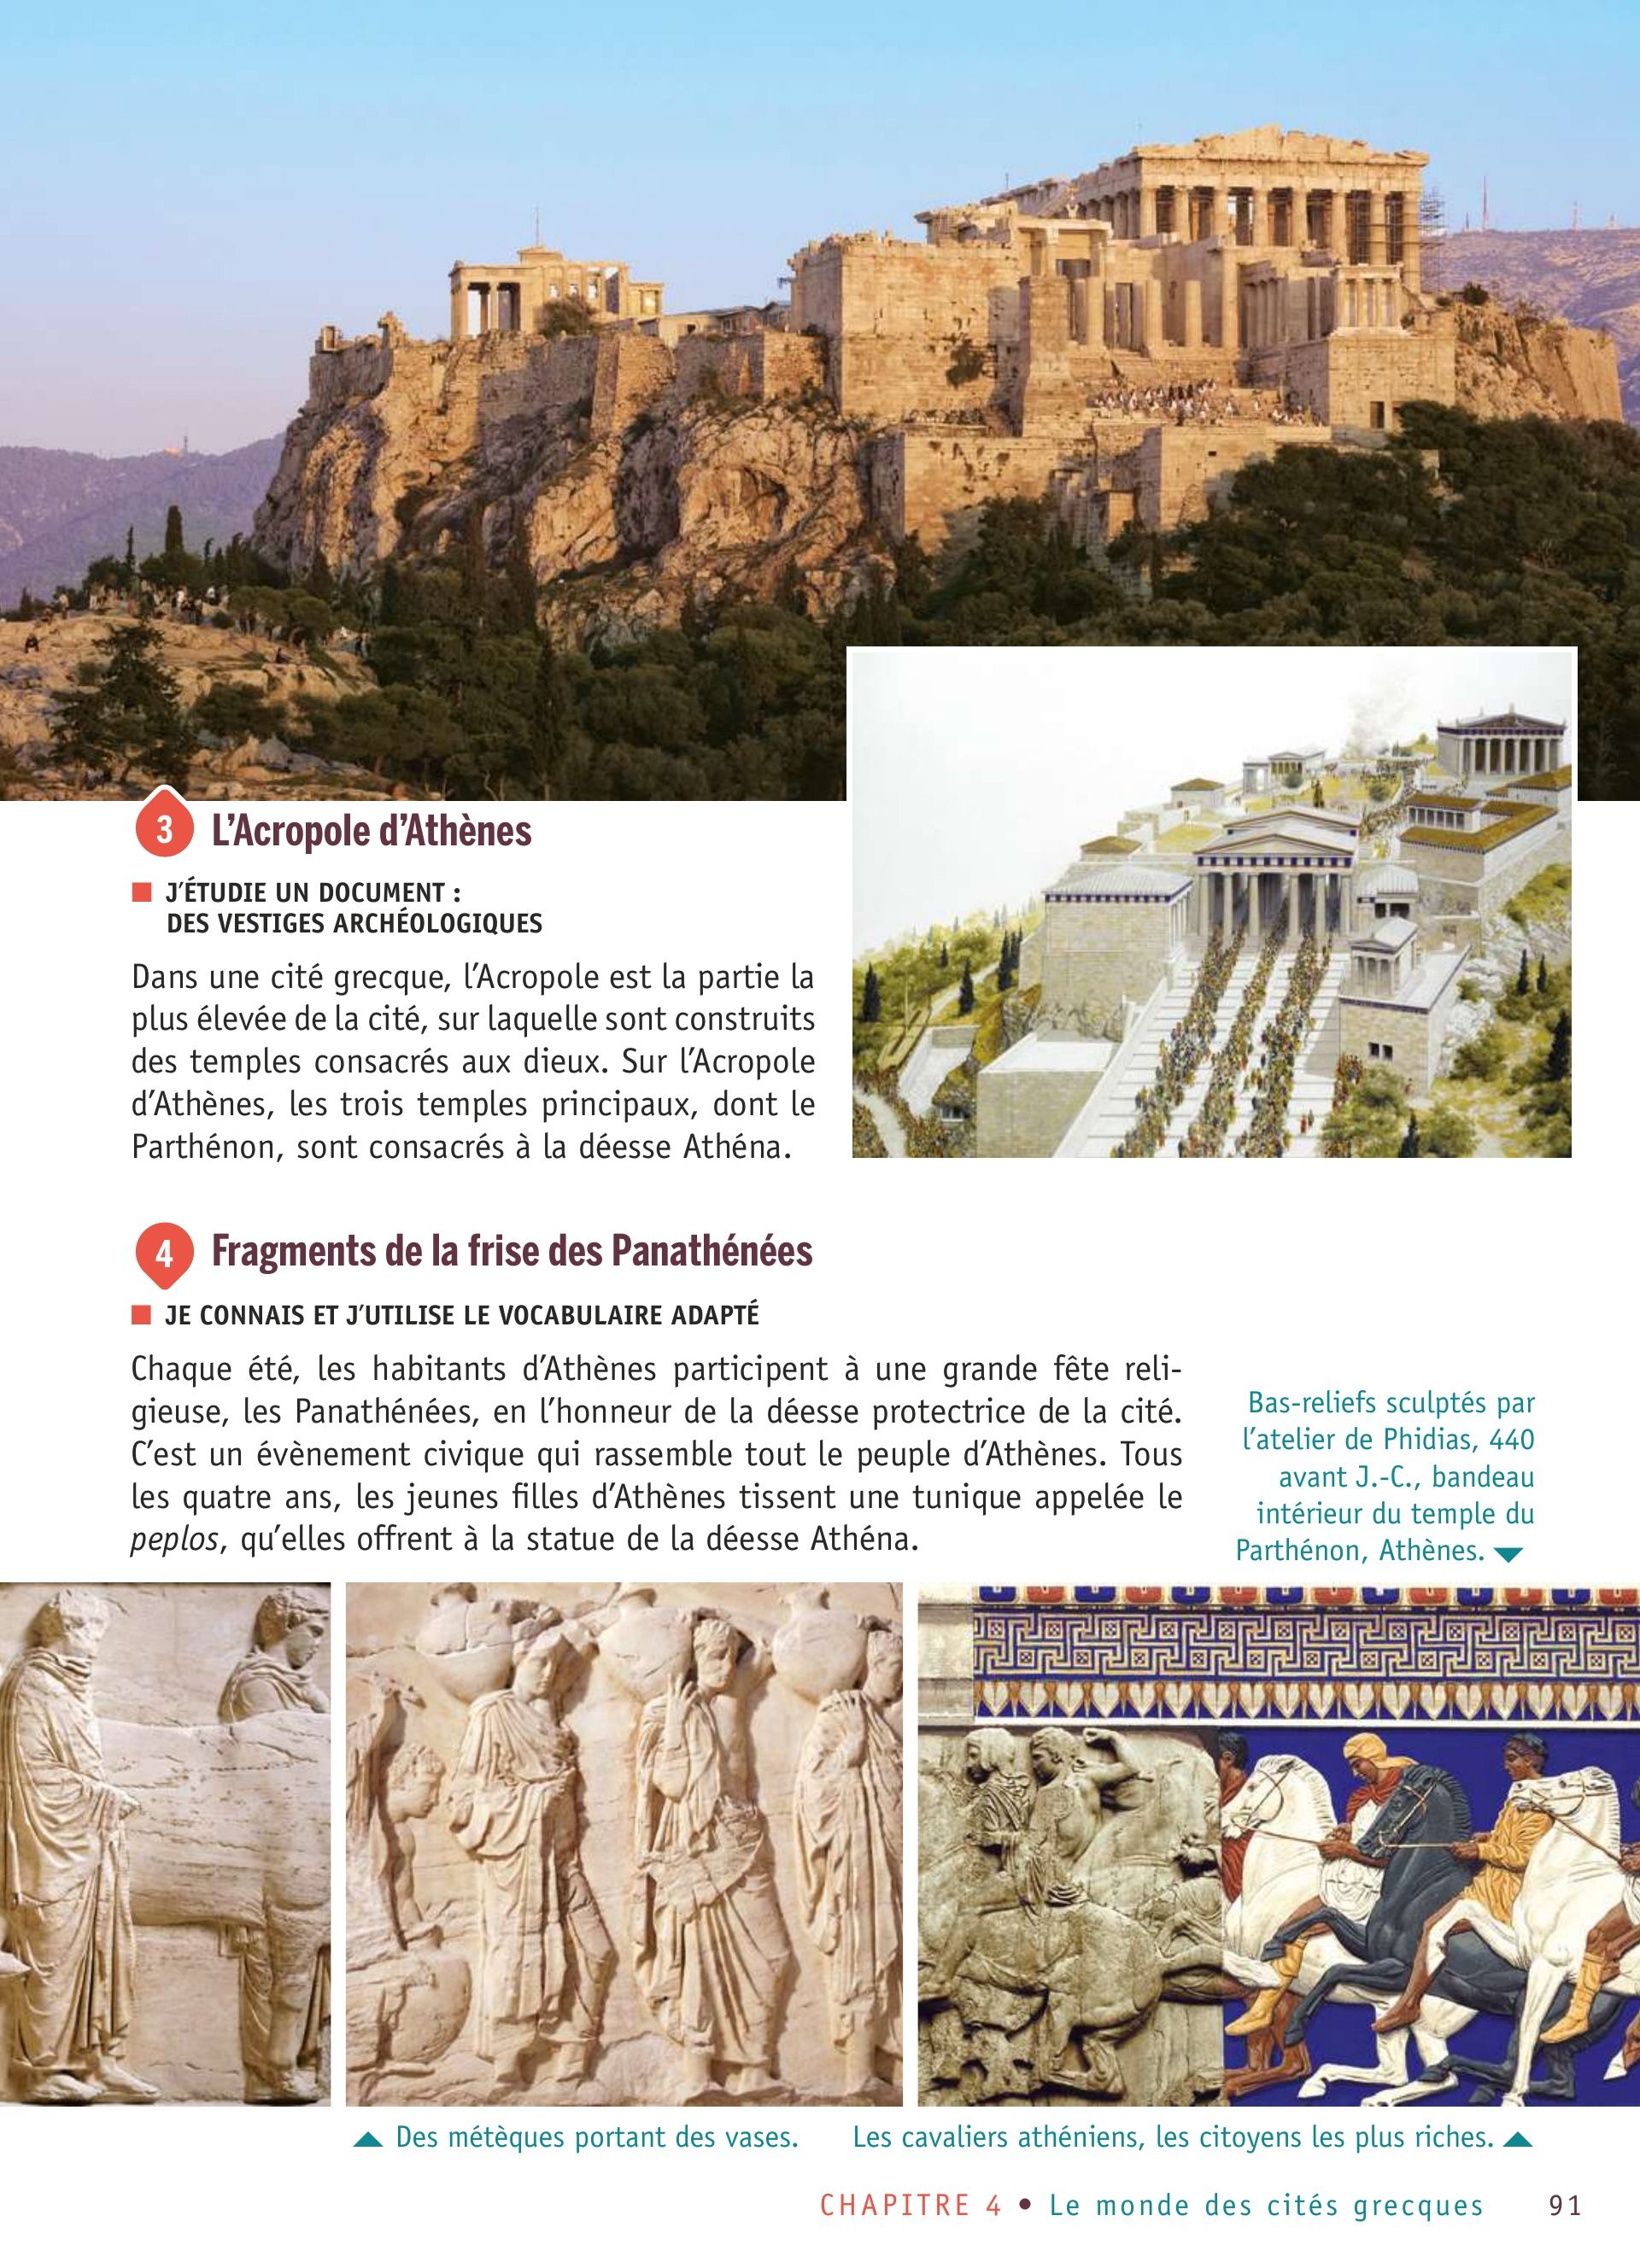 3 L’Acropole d’Athènes
■ J’ÉTUDIE UN DOCUMENT :
DES VESTIGES ARCHÉOLOGIQUES
Dans une cité grecque, l’Acropole est la partie la
plus élevée de la cité, sur laquelle sont construits
des temples consacrés aux dieux. Sur l’Acropole
d’Athènes, les trois temples principaux, dont le
Parthénon, sont consacrés à la déesse Athéna.
4 Fragments de la frise des Panathénées
■ JE CONNAIS ET J’UTILISE LE VOCABULAIRE ADAPTÉ
Chaque été, les habitants d’Athènes participent à une grande fête reli-
gieuse, les Panathénées, en l’honneur de la déesse protectrice de la cité.
C’est un évènement civique qui rassemble tout le peuple d’Athènes. Tous
les quatre ans, les jeunes filles d’Athènes tissent une tunique appelée le
peplos, qu’elles offrent à la statue de la déesse Athéna.
Bas-reliefs sculptés par
l’atelier de Phidias, 440
avant J.-C., bandeau
intérieur du temple du
Parthénon, Athènes. ▼
▲ Des métèques portant des vases.
Les cavaliers athéniens, les citoyens les plus riches. ▲
CHAPITRE 4 • Le monde des cités grecques 91